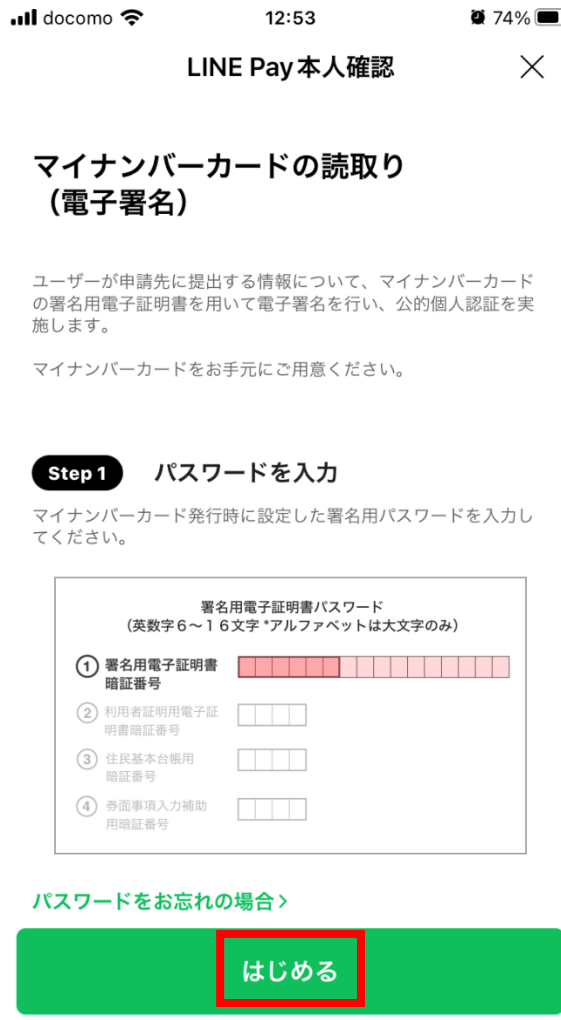 docomo 12:53 74%
LINE Pay本人確認
マイナンバーカードの読取り
（電子署名）
ユーザーが申請先に提出する情報について、マイナンバーカード
の署名用電子証明書を用いて電子署名を行い、公的個人認証を実
施します。
マイナンバーカードをお手元にご用意ください。
Step 1 パスワードを入力
マイナンバーカード発行時に設定した署名用パスワードを入力し
てください。
署名用電子証明書パスワード
（英数字６～１６文字 *アルファベットは大文字のみ）
① 署名用電子証明書
暗証番号
② 利用者証明用電子証
明書暗証番号
③ 住民基本台帳用
暗証番号
④ 券面事項入力補助
用暗証番号
パスワードをお忘れの場合>
はじめる